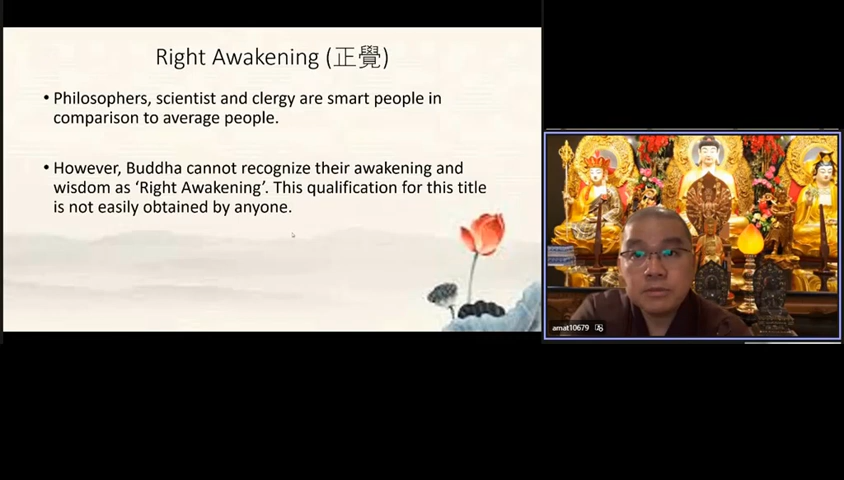 Right Awakening (正覺)
• Philosophers, scientist and clergy are smart people in
comparison to average people.
• However, Buddha cannot recognize their awakening and
wisdom as ‘Right Awakening’. This qualification for this title
is not easily obtained by anyone.
amat10679